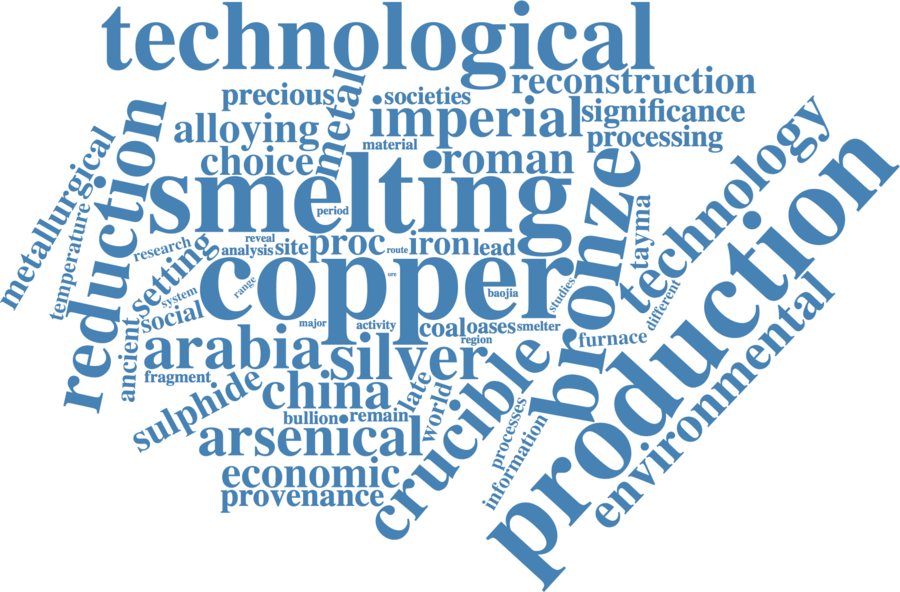 technological
reconstruction
precious
societies
metal
imperial
significance
alloying
processing
material
choice
roman
technology
metallurgical
reduction
smelting
bronze
production
temperature
period
tayma
research
reveal
analysis
site
proc
route
iron
lead
setting
system
range
copper
ore
baojia
studies
different
social
major
activity
coal
oases
smelter
region
furnace
ancient
arabia
silver
crucible
environmental
fragment
china
late
world
sulphide
bullion
remain
arsenical
processes
information
economic
provenance